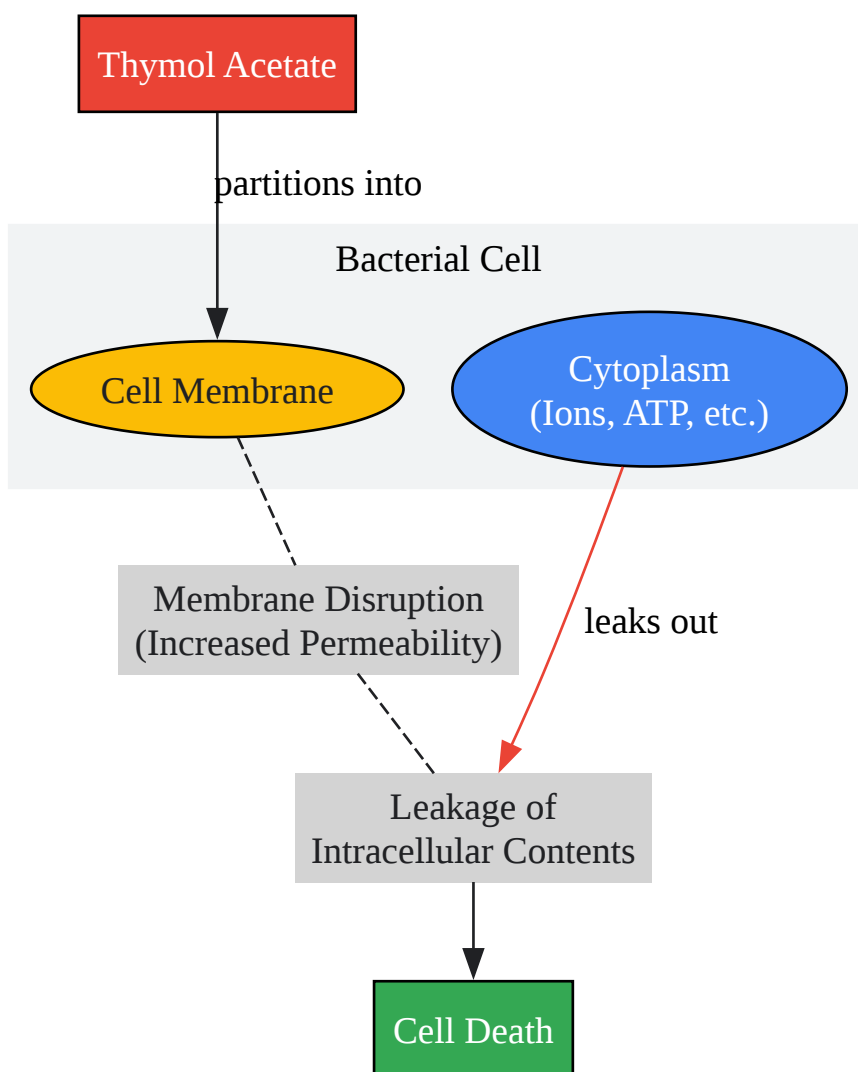 Thymol Acetate
partitions into
Bacterial Cell
Cell Membrane
Cytoplasm
(Ions, ATP, etc.)
Membrane Disruption
(Increased Permeability)
leaks out
Leakage of
Intracellular Contents
Cell Death